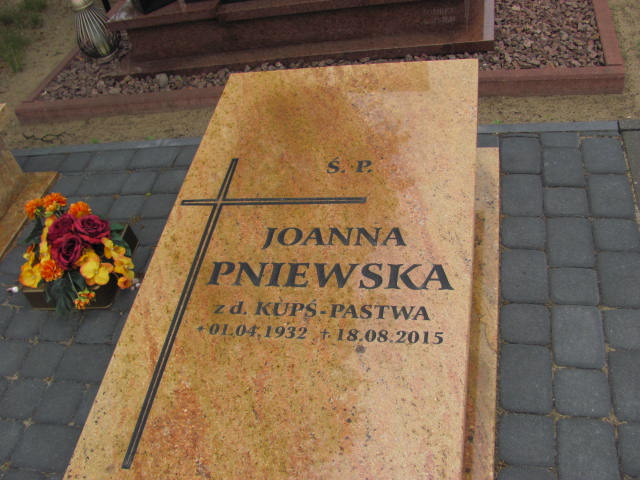 Ś. P.
JOANNA
PNIEWSKA
z d. KUPŚ-PASTWA
+01.04.1932 +18.08.2015